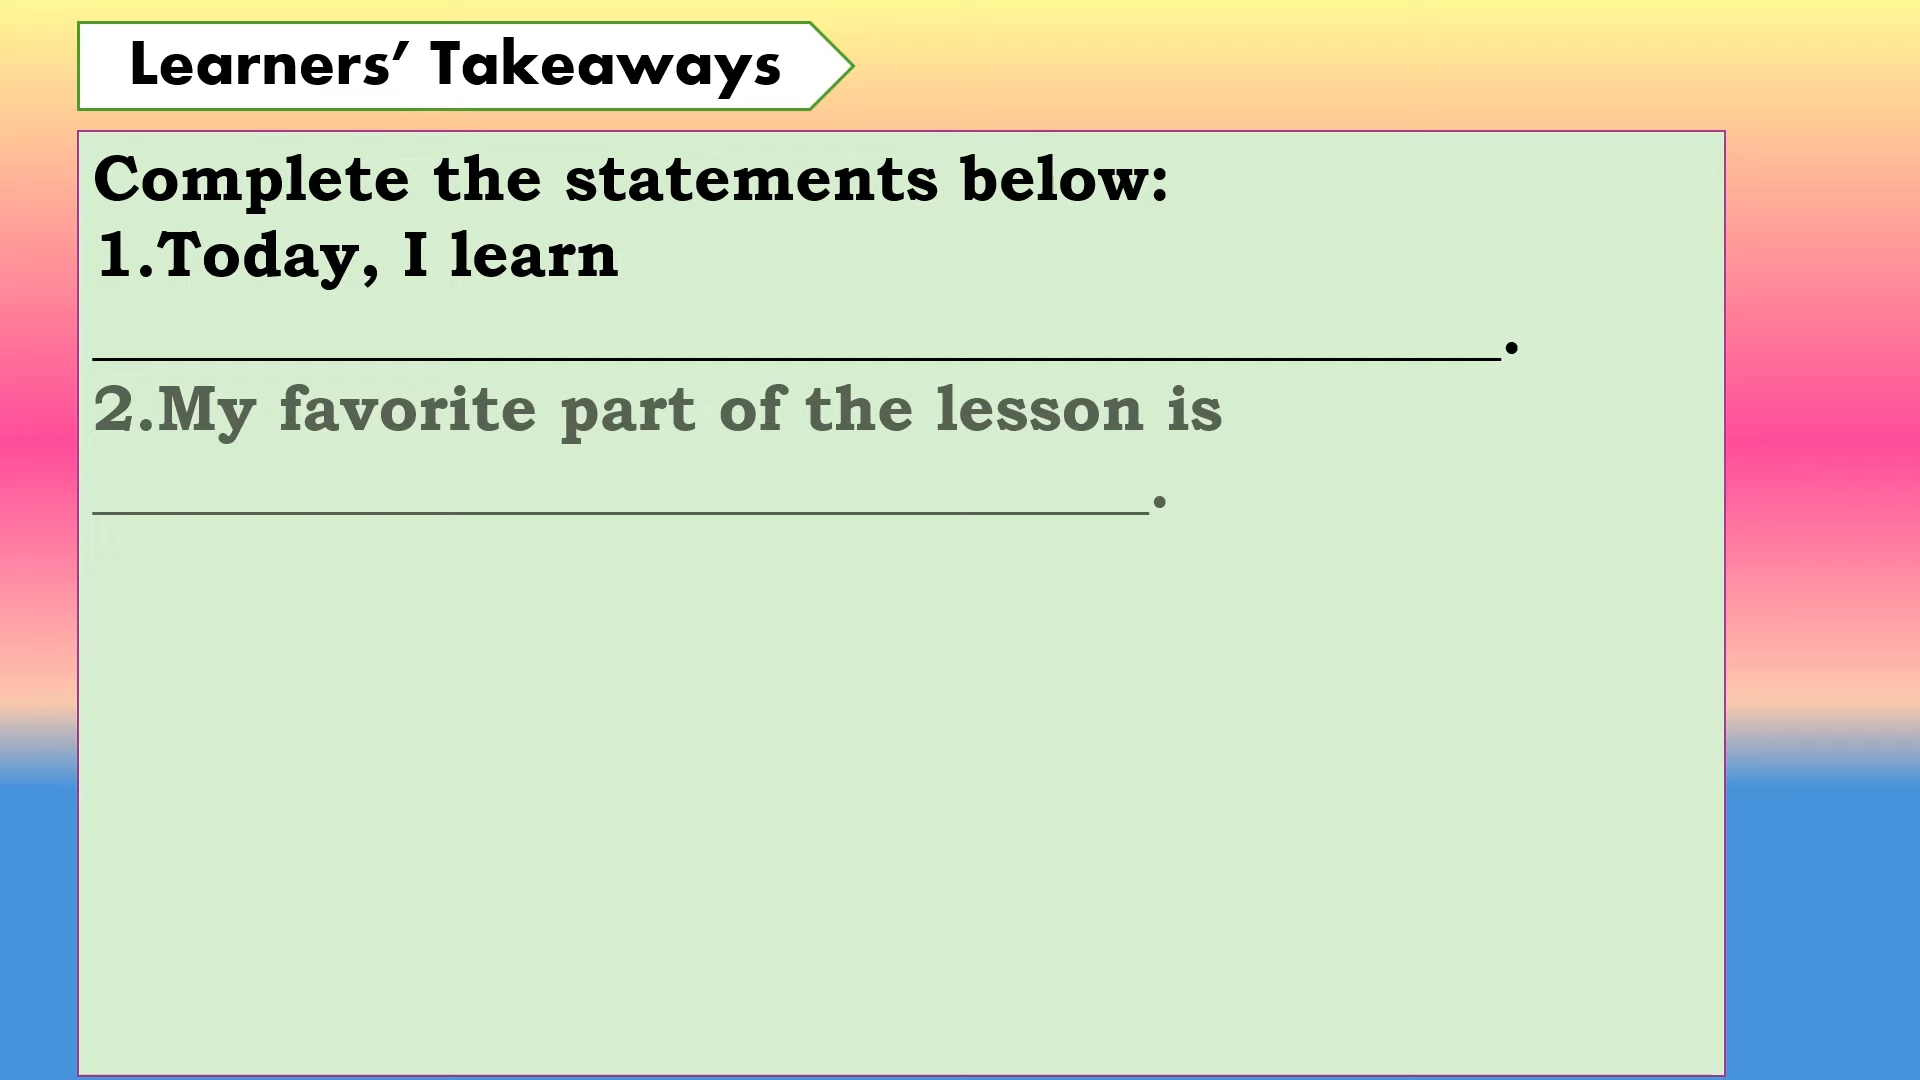 Learners’ Takeaways
Complete the statements below:
1.Today, I learn
________________________________________.
2.My favorite part of the lesson is
______________________________.